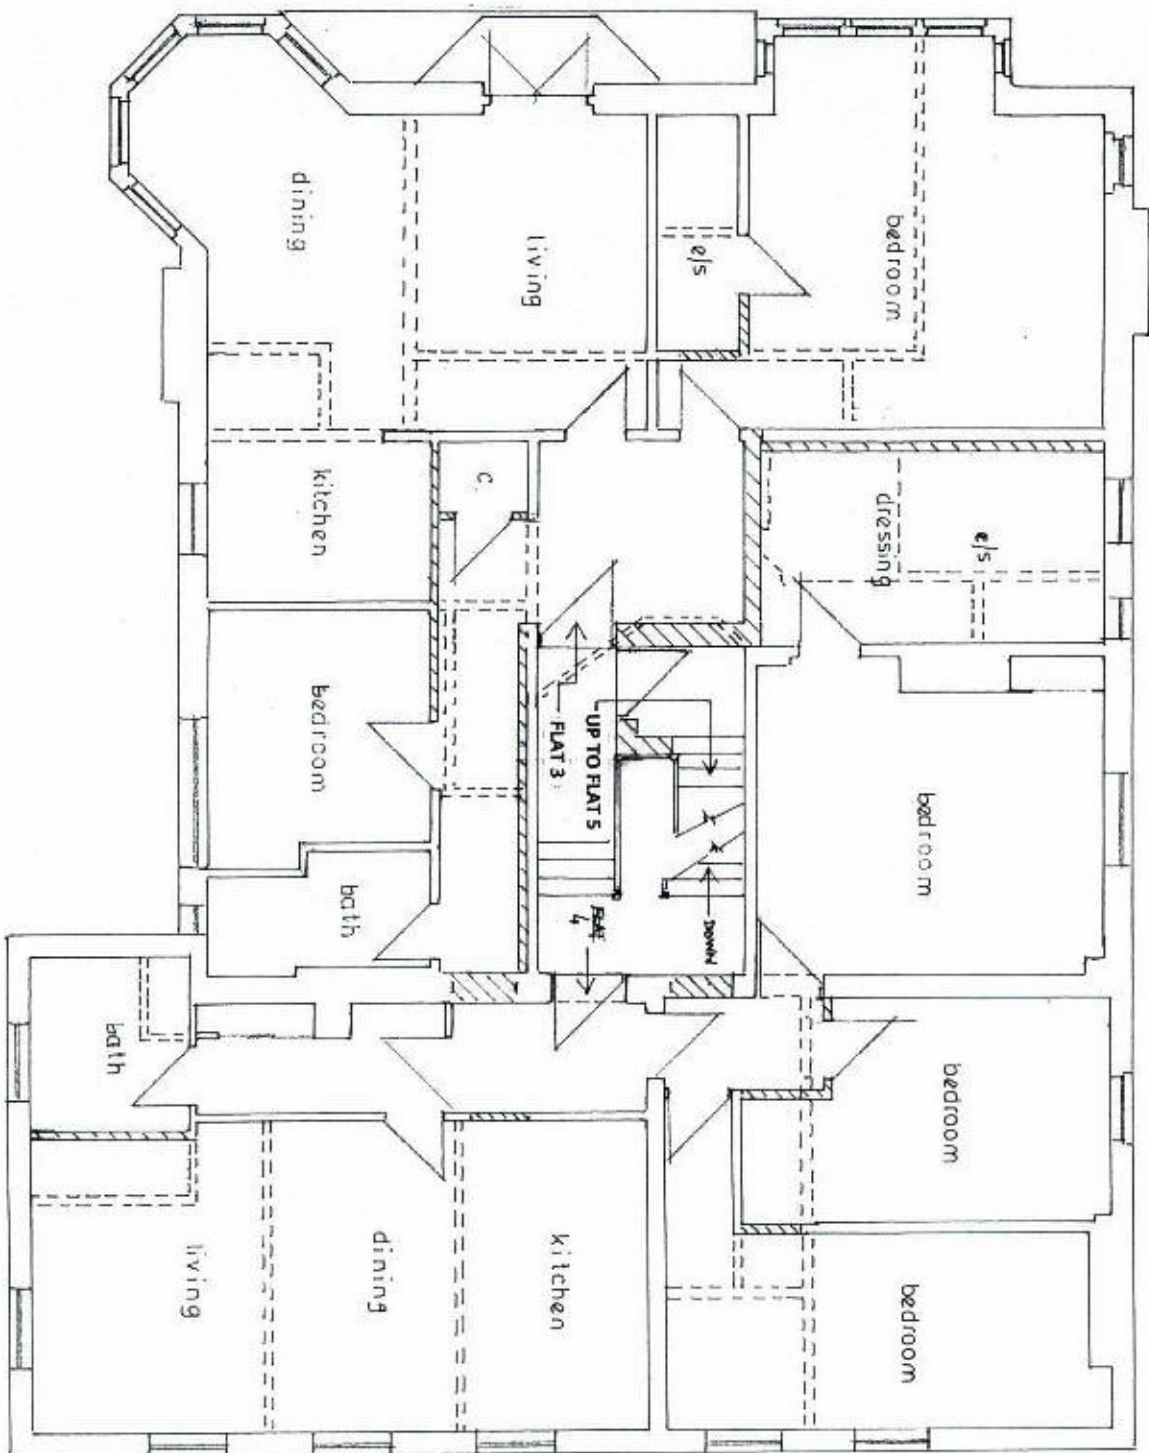 dining
living
e/s
bedroom
kitchen
C.
dressing
e/s
bedroom
FLAT 3
UP TO FLAT 5
bedroom
bath
FLAT
4
DOWN
bath
bedroom
living
dining
kitchen
bedroom